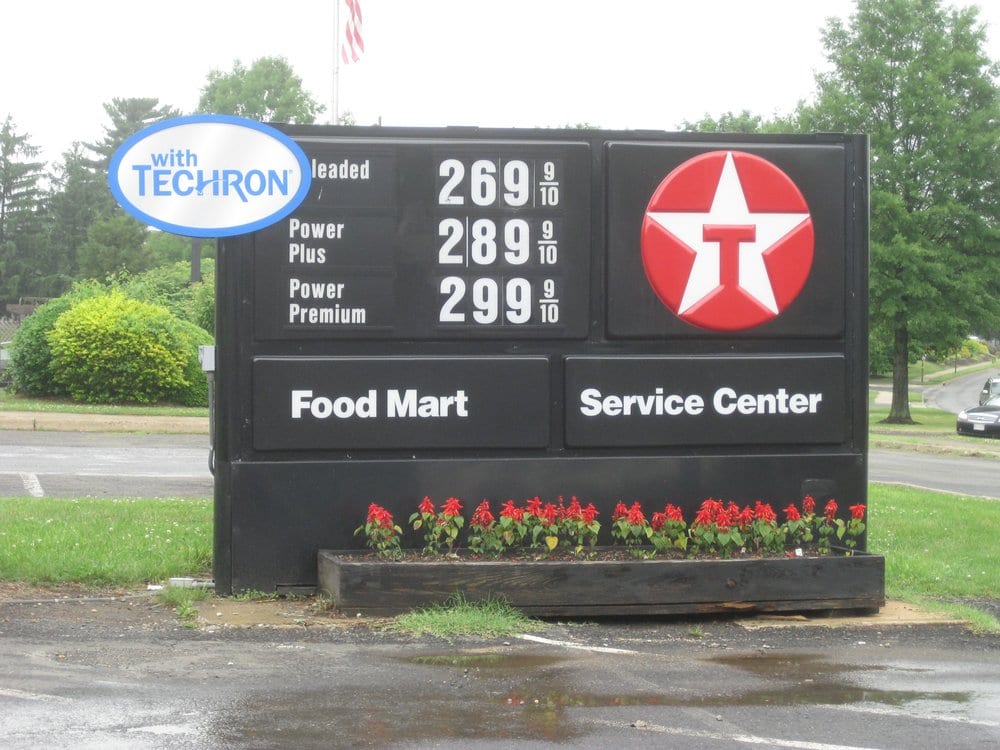 with
TECHRON®
leaded 269 9/10
Power
Plus 289 9/10
Power
Premium 299 9/10
T
Food Mart
Service Center